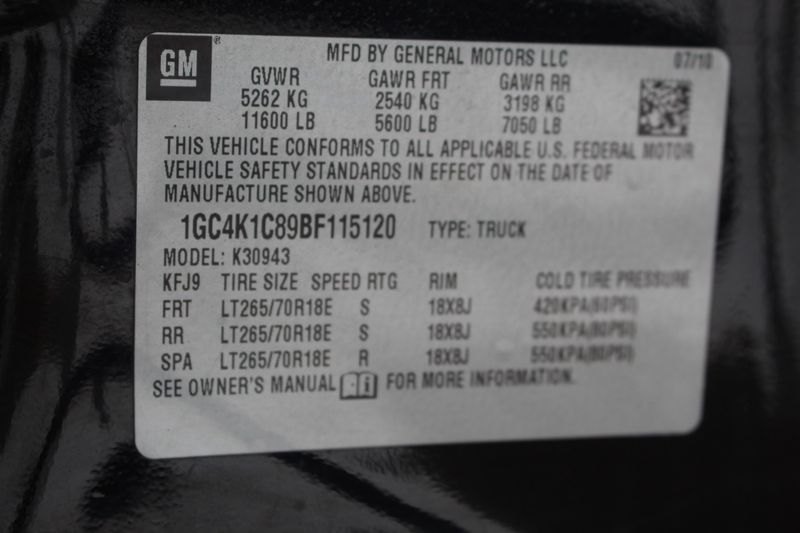 GM
MFD BY GENERAL MOTORS LLC 07/10
GVWR GAWR FRT GAWR RR
5262 KG 2540 KG 3198 KG
11600 LB 5600 LB 7050 LB
THIS VEHICLE CONFORMS TO ALL APPLICABLE U.S. FEDERAL MOTOR
VEHICLE SAFETY STANDARDS IN EFFECT ON THE DATE OF
MANUFACTURE SHOWN ABOVE.
1GC4K1C89BF115120 TYPE: TRUCK
MODEL: K30943
KFJ9 TIRE SIZE SPEED RTG RIM COLD TIRE PRESSURE
FRT LT265/70R18E S 18X8J 420KPA(60PSI)
RR LT265/70R18E S 18X8J 550KPA(80PSI)
SPA LT265/70R18E R 18X8J 550KPA(80PSI)
SEE OWNER'S MANUAL FOR MORE INFORMATION.